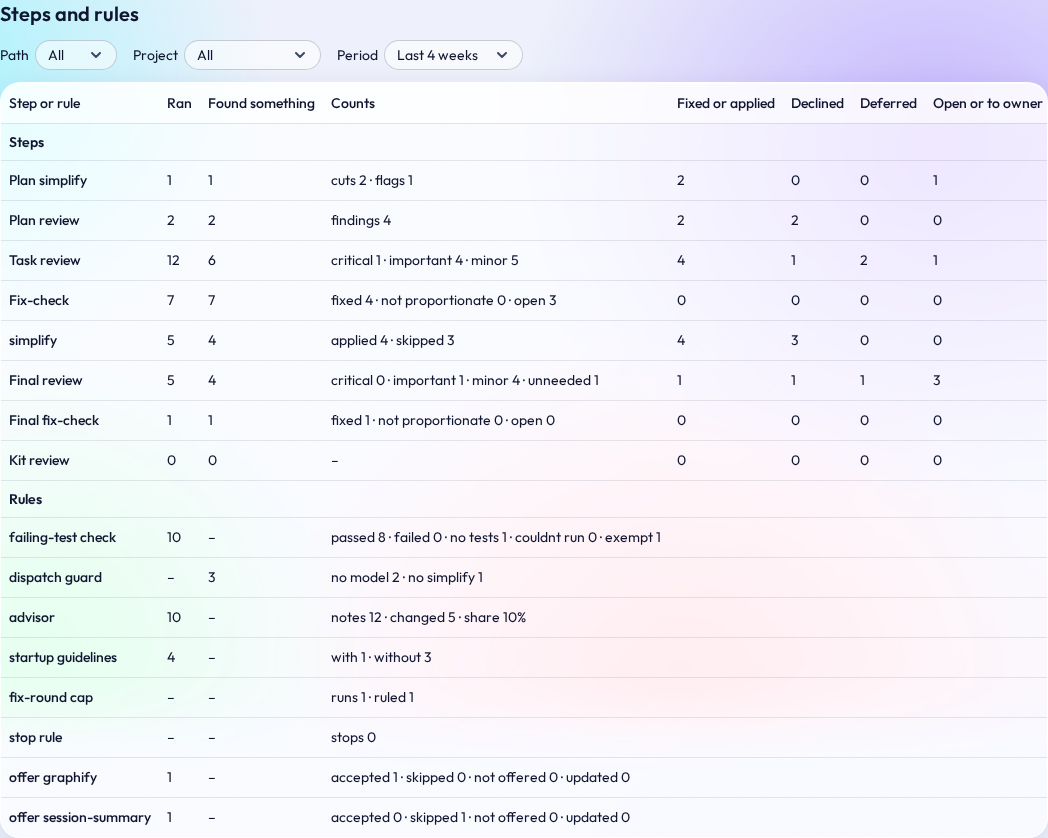 Steps and rules
Path All Project All Period Last 4 weeks
Step or rule Ran Found something Counts Fixed or applied Declined Deferred Open or to owner
Steps
Plan simplify 1 1 cuts 2 · flags 1 2 0 0 1
Plan review 2 2 findings 4 2 2 0 0
Task review 12 6 critical 1 · important 4 · minor 5 4 1 2 1
Fix-check 7 7 fixed 4 · not proportionate 0 · open 3 0 0 0 0
simplify 5 4 applied 4 · skipped 3 4 3 0 0
Final review 5 4 critical 0 · important 1 · minor 4 · unneeded 1 1 1 1 3
Final fix-check 1 1 fixed 1 · not proportionate 0 · open 0 0 0 0 0
Kit review 0 0 – 0 0 0 0
Rules
failing-test check 10 – passed 8 · failed 0 · no tests 1 · couldnt run 0 · exempt 1
dispatch guard – 3 no model 2 · no simplify 1
advisor 10 – notes 12 · changed 5 · share 10%
startup guidelines 4 – with 1 · without 3
fix-round cap – – runs 1 · ruled 1
stop rule – – stops 0
offer graphify 1 – accepted 1 · skipped 0 · not offered 0 · updated 0
offer session-summary 1 – accepted 0 · skipped 1 · not offered 0 · updated 0